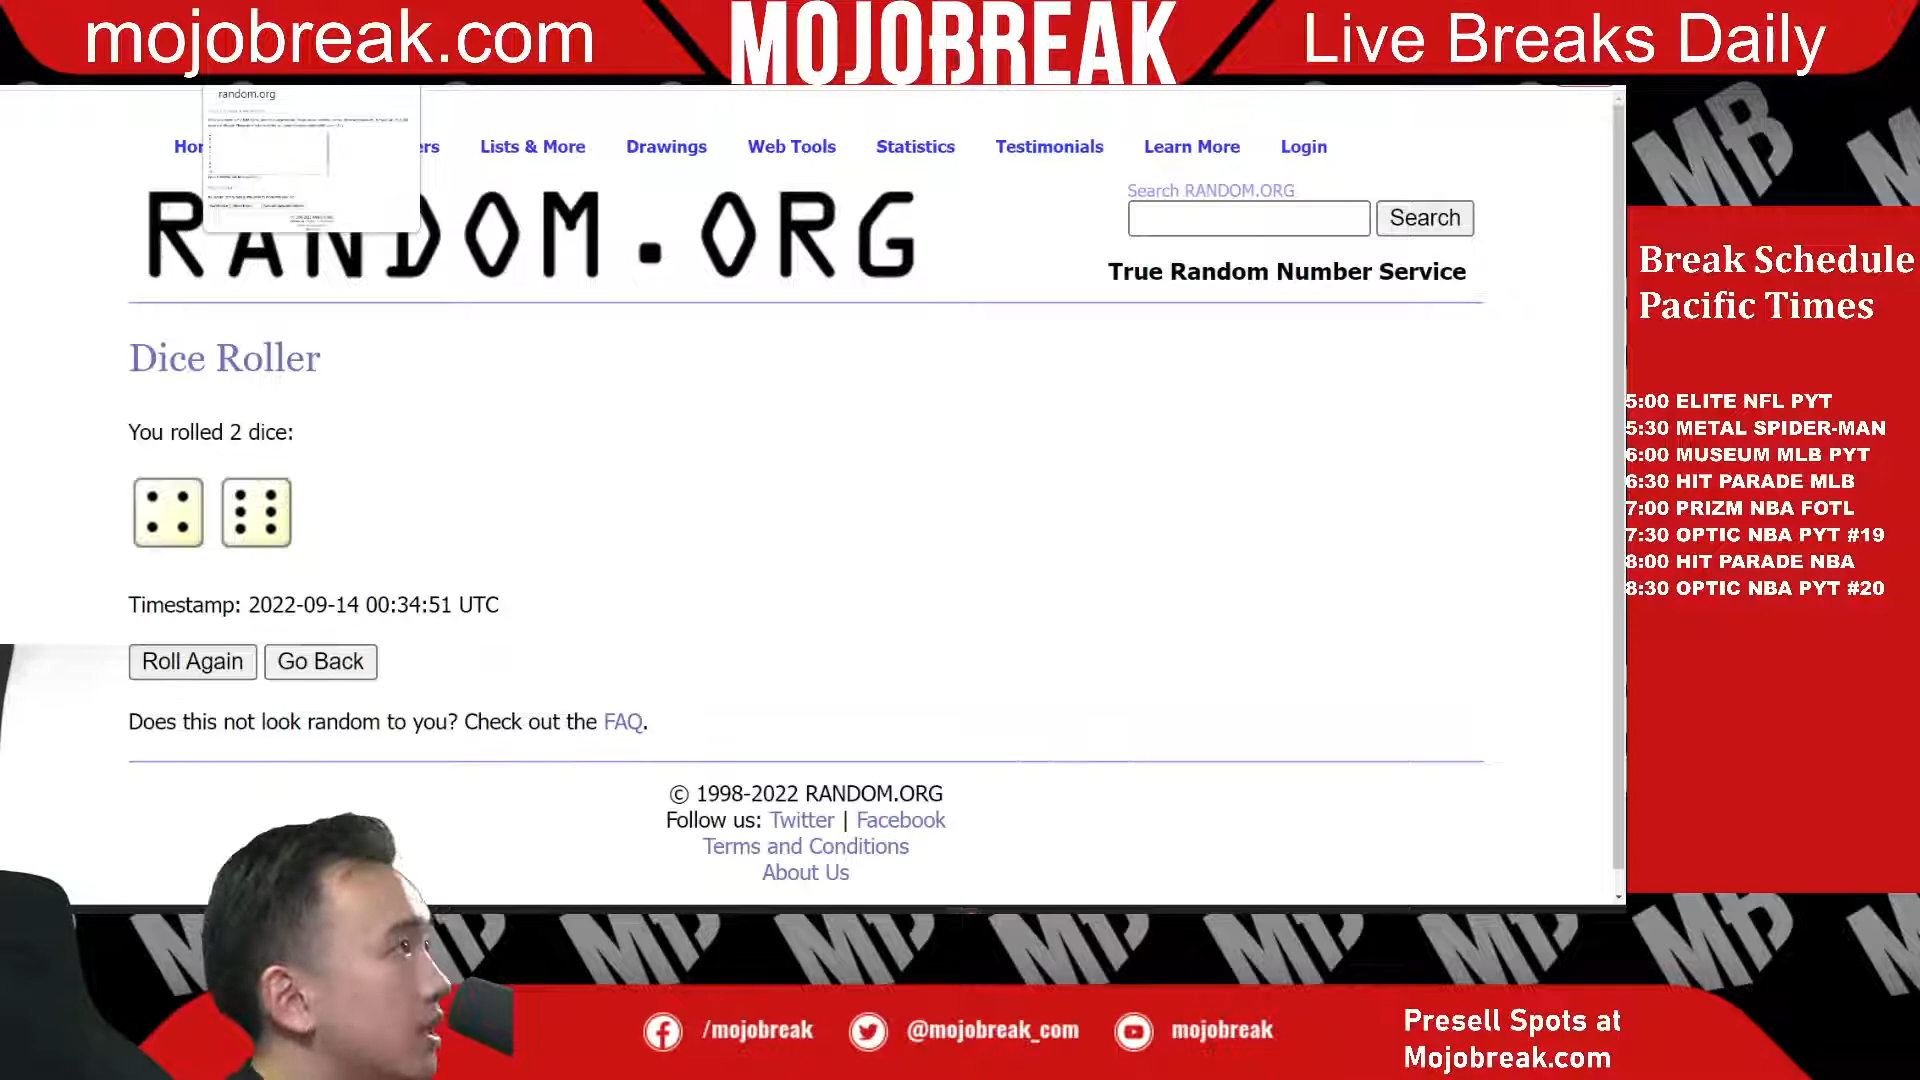 mojobreak.com
MOJOBREAK
Live Breaks Daily
random.org
Lists & More
Drawings
Web Tools
Statistics
Testimonials
Learn More
Login
RANDOM.ORG
Search RANDOM.ORG
Search
True Random Number Service
Dice Roller
You rolled 2 dice:
Timestamp: 2022-09-14 00:34:51 UTC
Roll Again
Go Back
Does this not look random to you? Check out the FAQ.
© 1998-2022 RANDOM.ORG
Follow us: Twitter | Facebook
Terms and Conditions
About Us
Break Schedule
Pacific Times
5:00 ELITE NFL PYT
5:30 METAL SPIDER-MAN
6:00 MUSEUM MLB PYT
6:30 HIT PARADE MLB
7:00 PRIZM NBA FOTL
7:30 OPTIC NBA PYT #19
8:00 HIT PARADE NBA
8:30 OPTIC NBA PYT #20
MB
/mojobreak
@mojobreak_com
mojobreak
Presell Spots at
Mojobreak.com